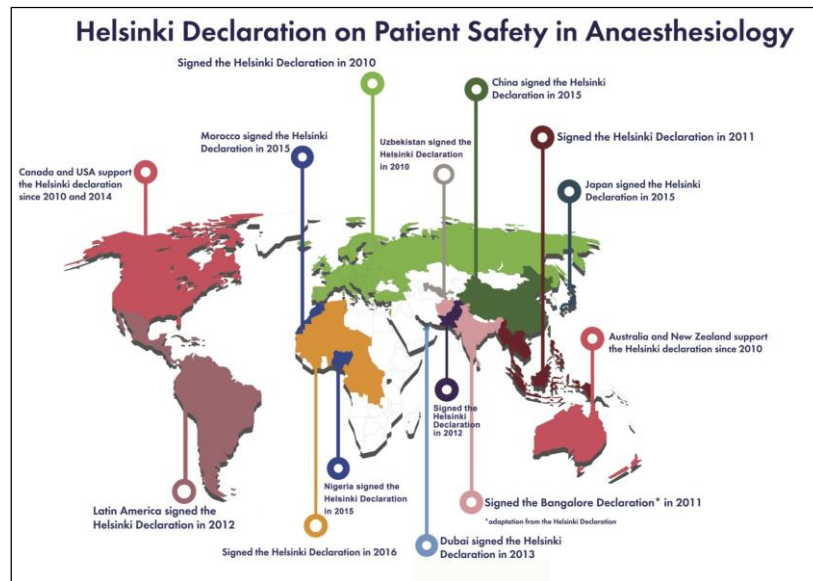 Helsinki Declaration on Patient Safety in Anaesthesiology
Signed the Helsinki Declaration in 2010
China signed the Helsinki
Declaration in 2015
Morocco signed the Helsinki
Declaration in 2015
Uzbekistan signed the
Helsinki Declaration
in 2010
Signed the Helsinki Declaration in 2011
Canada and USA support
the Helsinki declaration
since 2010 and 2014
Japan signed the Helsinki
Declaration in 2015
Australia and New Zealand support
the Helsinki declaration since 2010
Signed the
Helsinki
Declaration
in 2012
Nigeria signed the
Helsinki Declaration
in 2015
Latin America signed the
Helsinki Declaration in 2012
Signed the Bangalore Declaration* in 2011
*adaptation from the Helsinki Declaration
Signed the Helsinki Declaration in 2016
Dubai signed the Helsinki
Declaration in 2013